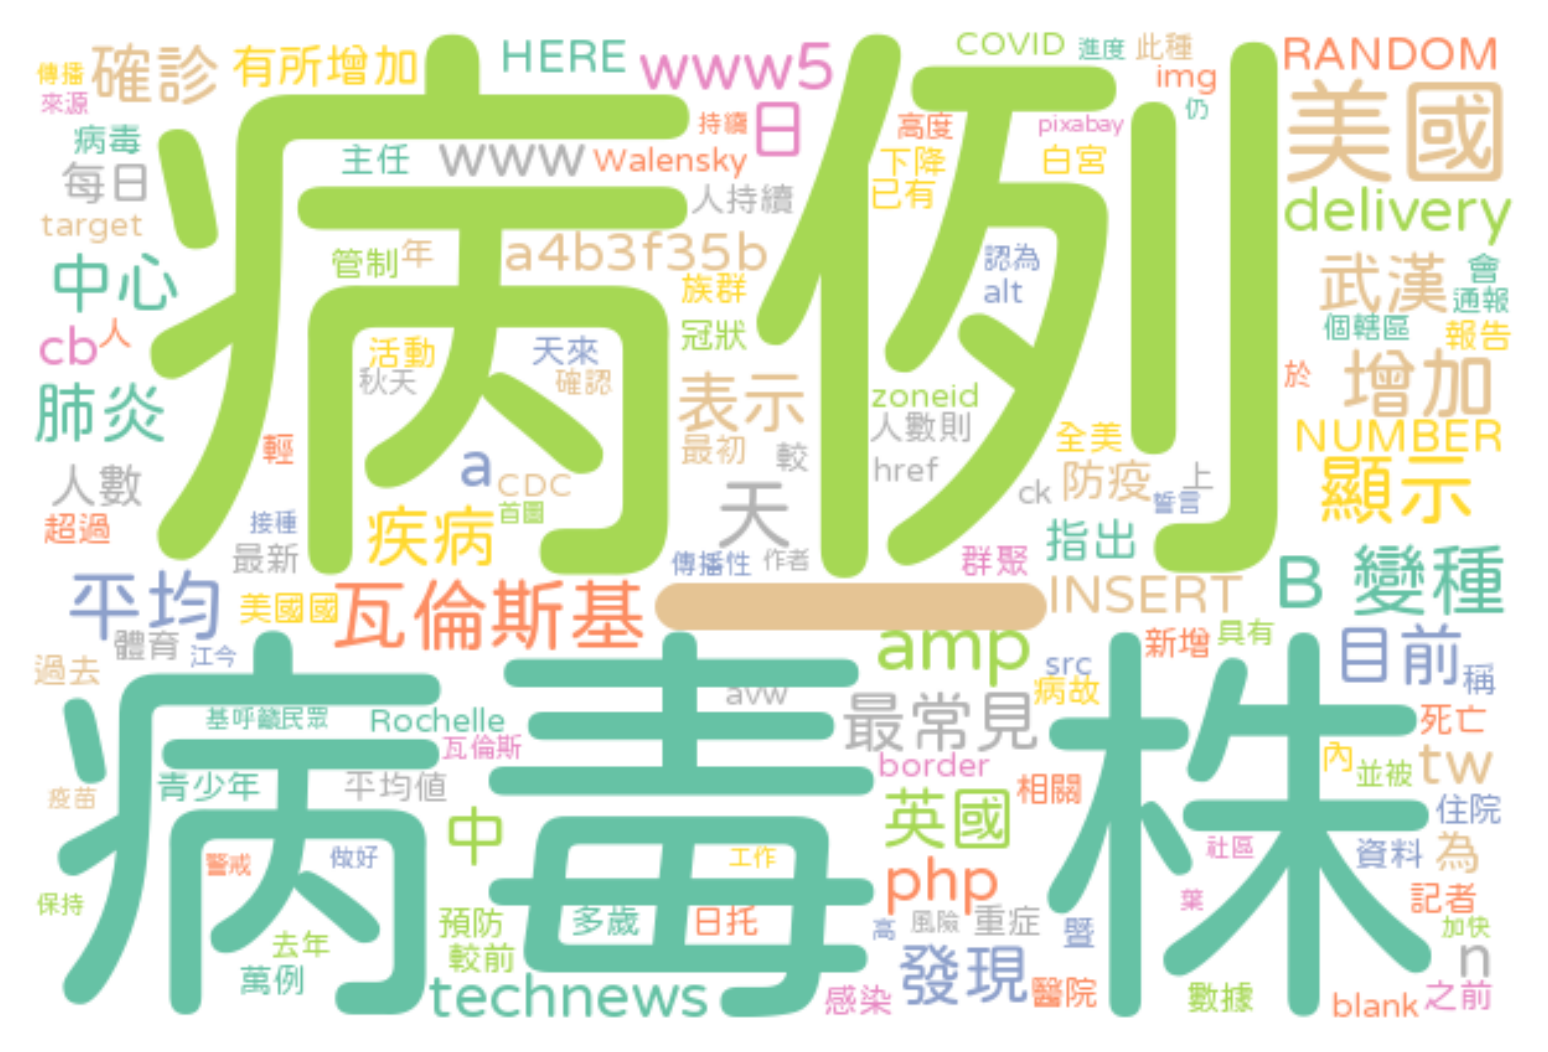 傳播
確診
有所增加
HERE
www5
COVID
進度
此種
RANDOM
來源
img
仍
病毒
病例
持續
日
高度
pixabay
美國
每日
主任
www
Walensky
下降
白宮
target
人持續
已有
delivery
管制
年
a4b3f35b
認為
中心
族群
alt
武漢
會
通報
cb
人
冠狀
個轄區
報告
活動
天來
秋天
確認
表示
zoneid
於
增加
肺炎
人數則
輕
最初
較
全美
NUMBER
人數
a
CDC
href
防疫
上
顯示
ck
誓言
超過
接種
疾病
首圖
天
指出
最新
傳播性
作者
群聚
B
變種
平均
美國國
瓦倫斯基
一
INSERT
體育
江今
amp
新增
具有
目前
過去
src
稱
病毒株
avw
病故
基呼籲民眾
Rochelle
最常見
死亡
瓦倫斯
border
內
並被
tw
青少年
平均值
相關
疫苗
中
英國
住院
警戒
做好
工作
社區
資料
為
php
保持
葉
記者
預防
多歲
日托
高
風險
重症
暨
加快
去年
較前
萬例
發現
n
technews
感染
醫院
數據
blank
之前